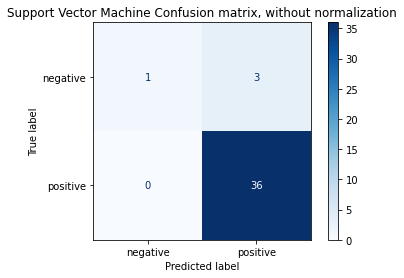 Support Vector Machine Confusion matrix, without normalization
True label
negative
positive
1
3
0
36
negative
positive
Predicted label
35
30
25
20
15
10
5
0